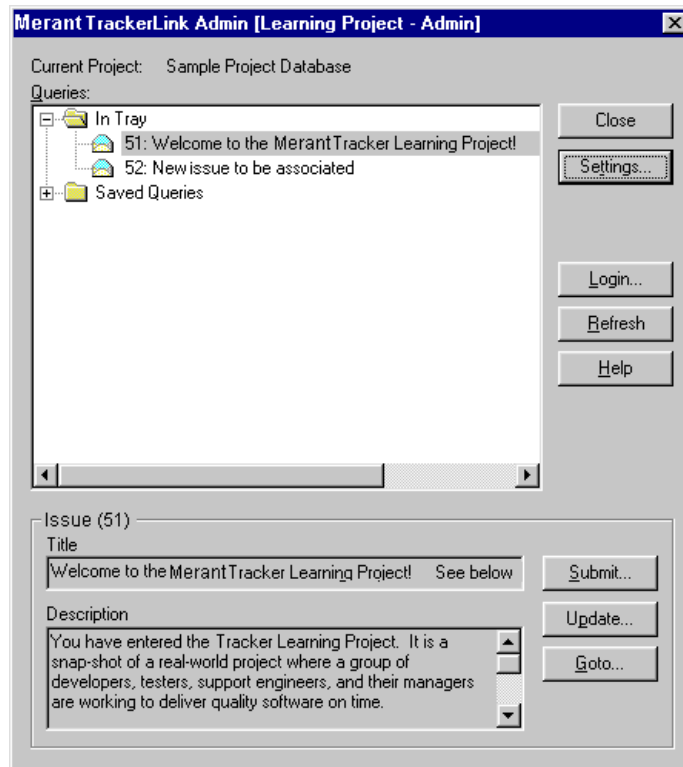 Merant TrackerLink Admin [Learning Project - Admin]
Current Project: Sample Project Database
Queries:
In Tray
51: Welcome to the Merant Tracker Learning Project!
52: New issue to be associated
Saved Queries
Close
Settings...
Login...
Refresh
Help
Issue (51)
Title
Welcome to the Merant Tracker Learning Project! See below
Description
You have entered the Tracker Learning Project. It is a
snap-shot of a real-world project where a group of
developers, testers, support engineers, and their managers
are working to deliver quality software on time.
Submit...
Update...
Goto...